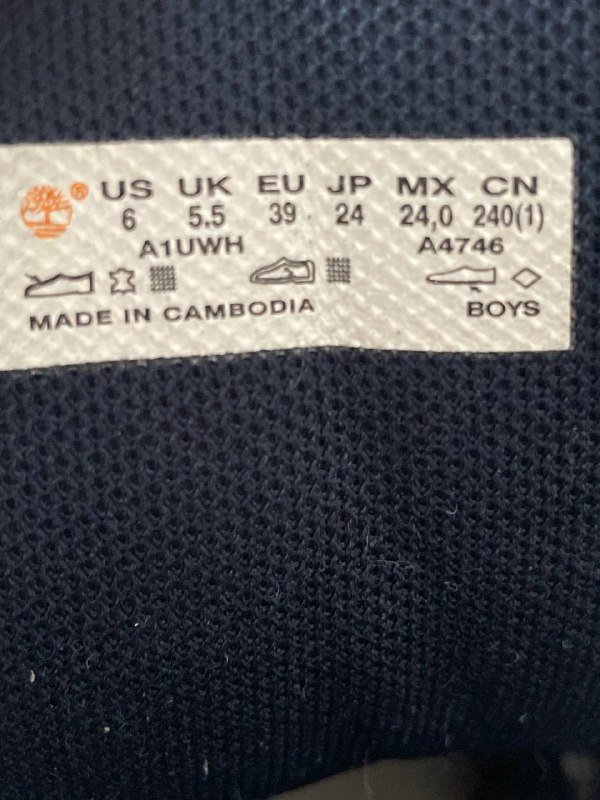 ® US UK EU JP MX CN
6 5.5 39 24 24,0 240(1)
A1UWH A4746
MADE IN CAMBODIA BOYS